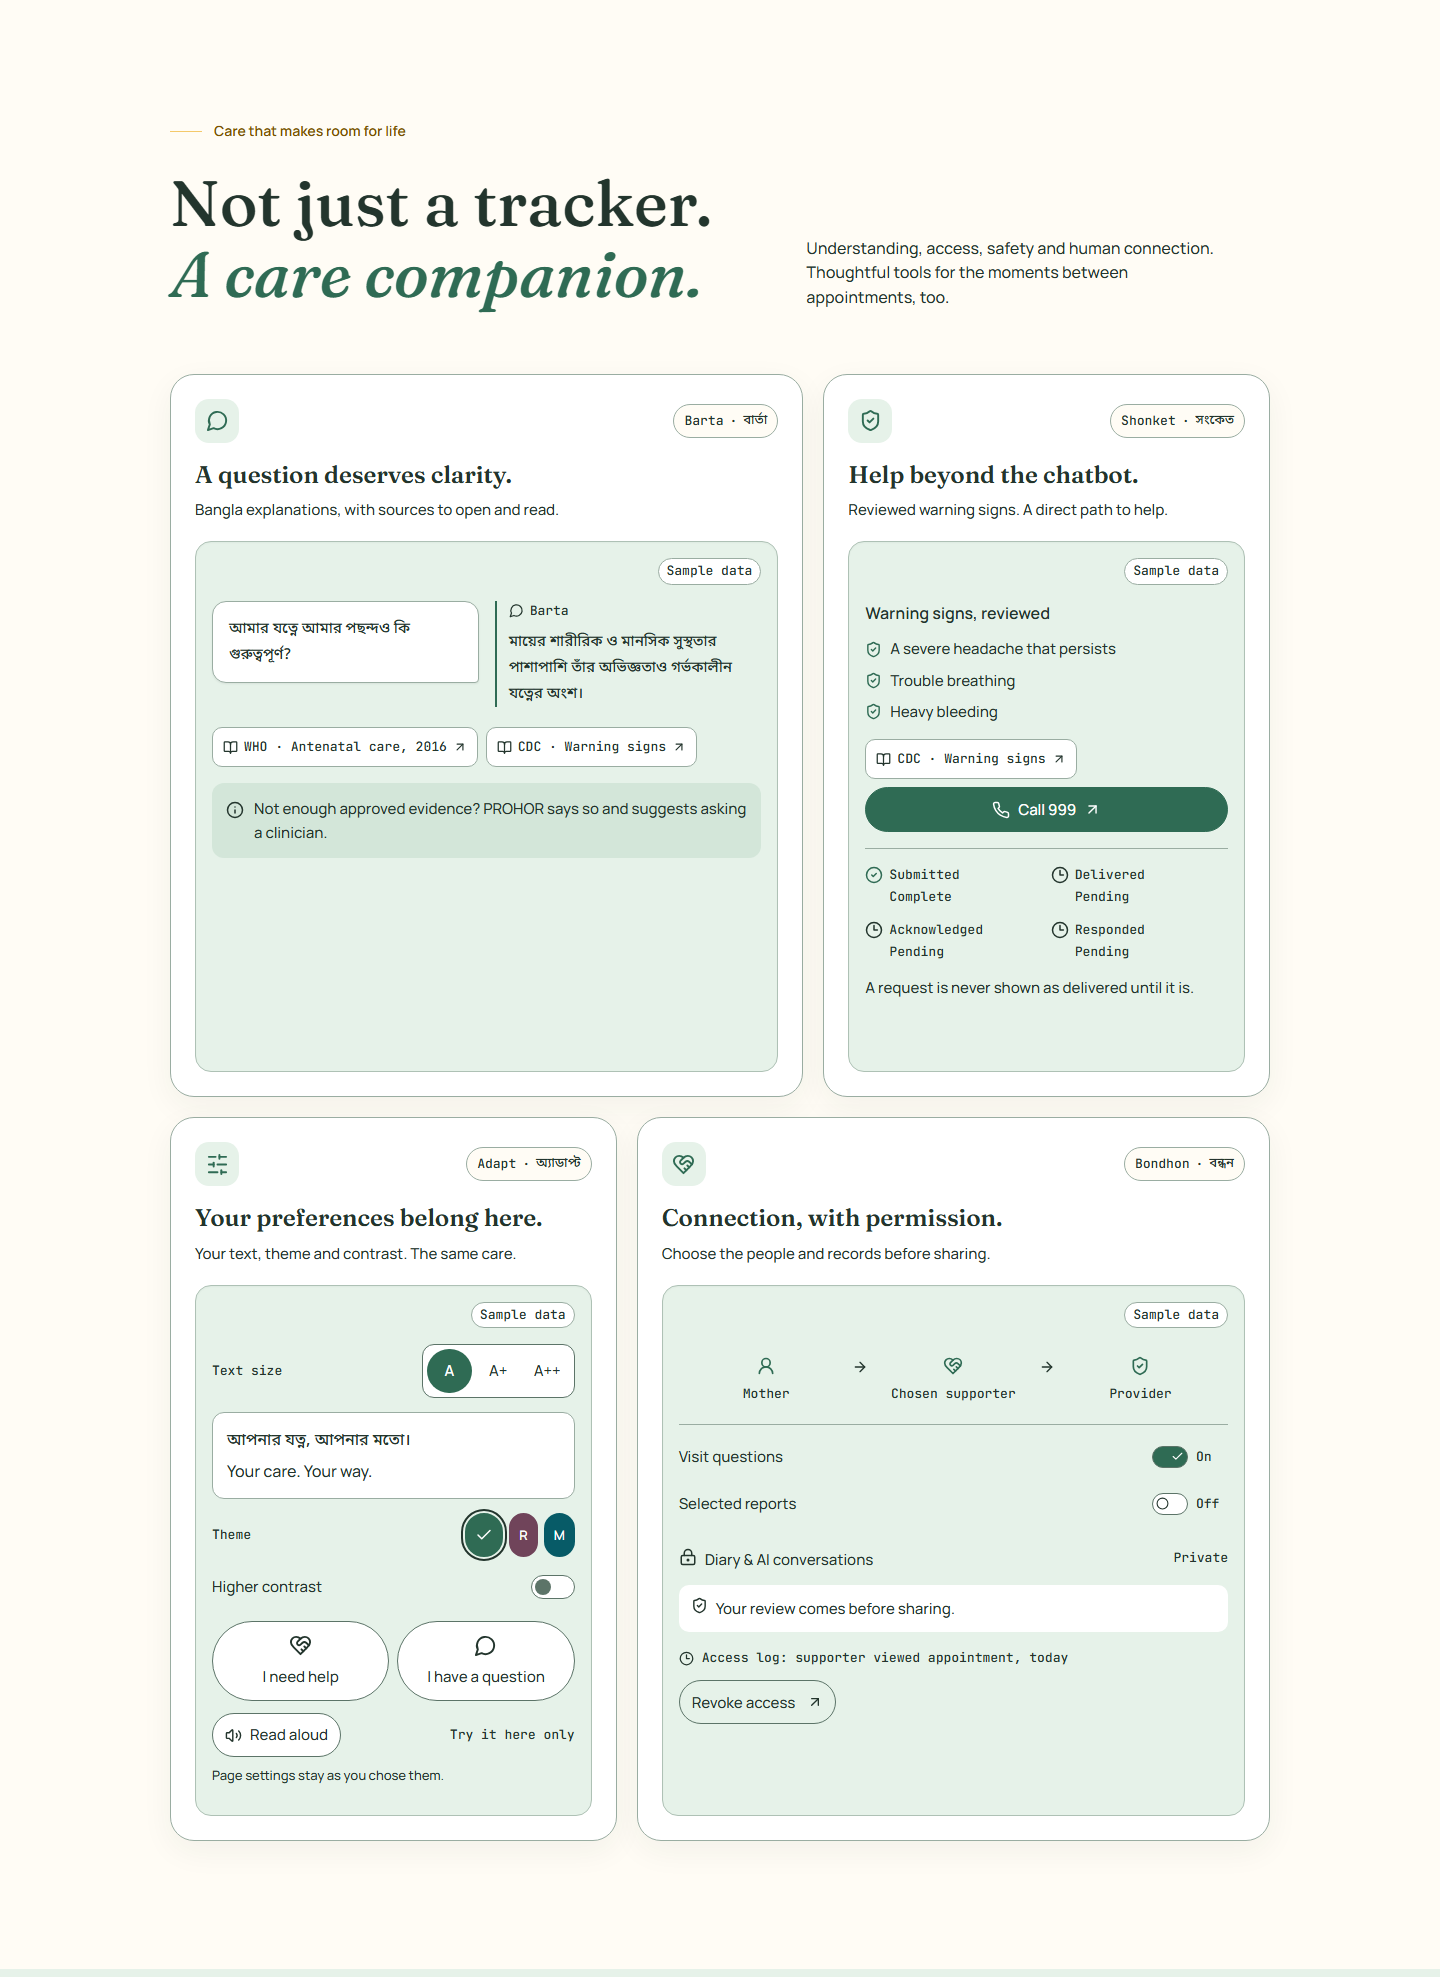 Care that makes room for life
Not just a tracker.
A care companion.
Understanding, access, safety and human connection.
Thoughtful tools for the moments between
appointments, too.
Barta · বার্তা
A question deserves clarity.
Bangla explanations, with sources to open and read.
Sample data
আমার যত্নে আমার পছন্দও কি
গুরুত্বপূর্ণ?
Barta
মায়ের শারীরিক ও মানসিক সুস্থতার
পাশাপাশি তাঁর অভিজ্ঞতাও গর্ভকালীন
যত্নের অংশ।
WHO · Antenatal care, 2016
CDC · Warning signs
Not enough approved evidence? PROHOR says so and suggests asking
a clinician.
Shonket · সংকেত
Help beyond the chatbot.
Reviewed warning signs. A direct path to help.
Sample data
Warning signs, reviewed
A severe headache that persists
Trouble breathing
Heavy bleeding
CDC · Warning signs
Call 999
Submitted
Complete
Delivered
Pending
Acknowledged
Pending
Responded
Pending
A request is never shown as delivered until it is.
Adapt · অ্যাডাপ্ট
Your preferences belong here.
Your text, theme and contrast. The same care.
Sample data
Text size
A A+ A++
আপনার যত্ন, আপনার মতো।
Your care. Your way.
Theme
R M
Higher contrast
I need help
I have a question
Read aloud
Try it here only
Page settings stay as you chose them.
Bondhon · বন্ধন
Connection, with permission.
Choose the people and records before sharing.
Sample data
Mother
Chosen supporter
Provider
Visit questions
On
Selected reports
Off
Diary & AI conversations
Private
Your review comes before sharing.
Access log: supporter viewed appointment, today
Revoke access